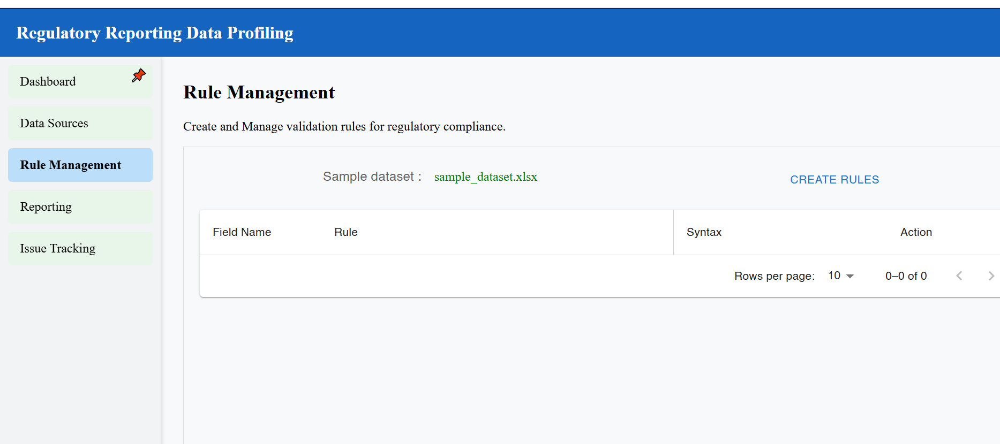 Regulatory Reporting Data Profiling
Dashboard
Data Sources
Rule Management
Reporting
Issue Tracking
Rule Management
Create and Manage validation rules for regulatory compliance.
Sample dataset : sample_dataset.xlsx
CREATE RULES
Field Name Rule Syntax Action
Rows per page: 10 0–0 of 0